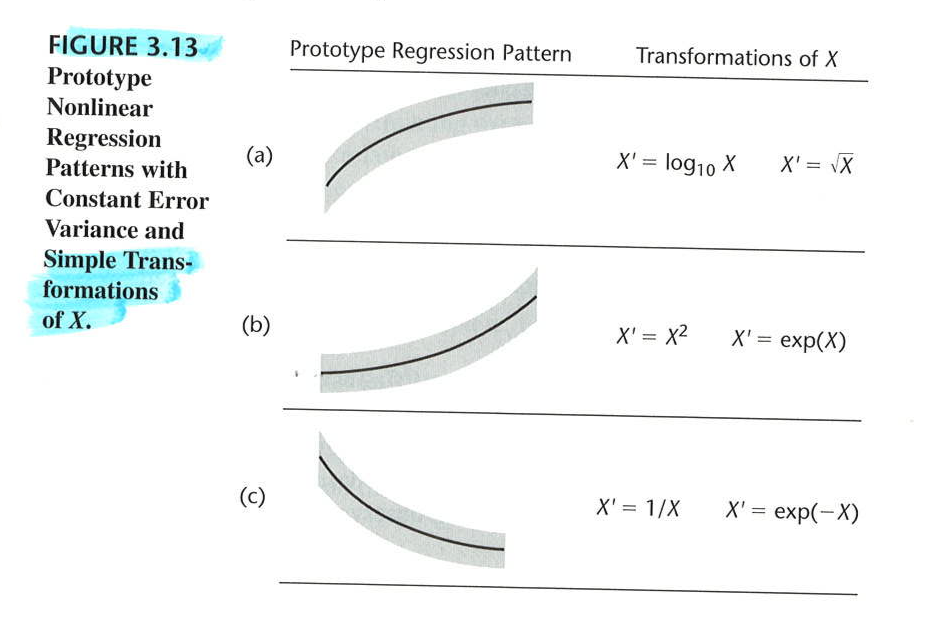 FIGURE 3.13
Prototype
Nonlinear
Regression
Patterns with
Constant Error
Variance and
Simple Trans-
formations
of X.
Prototype Regression Pattern Transformations of X
(a) X' = log₁₀ X X' = √X
(b) X' = X² X' = exp(X)
(c) X' = 1/X X' = exp(−X)